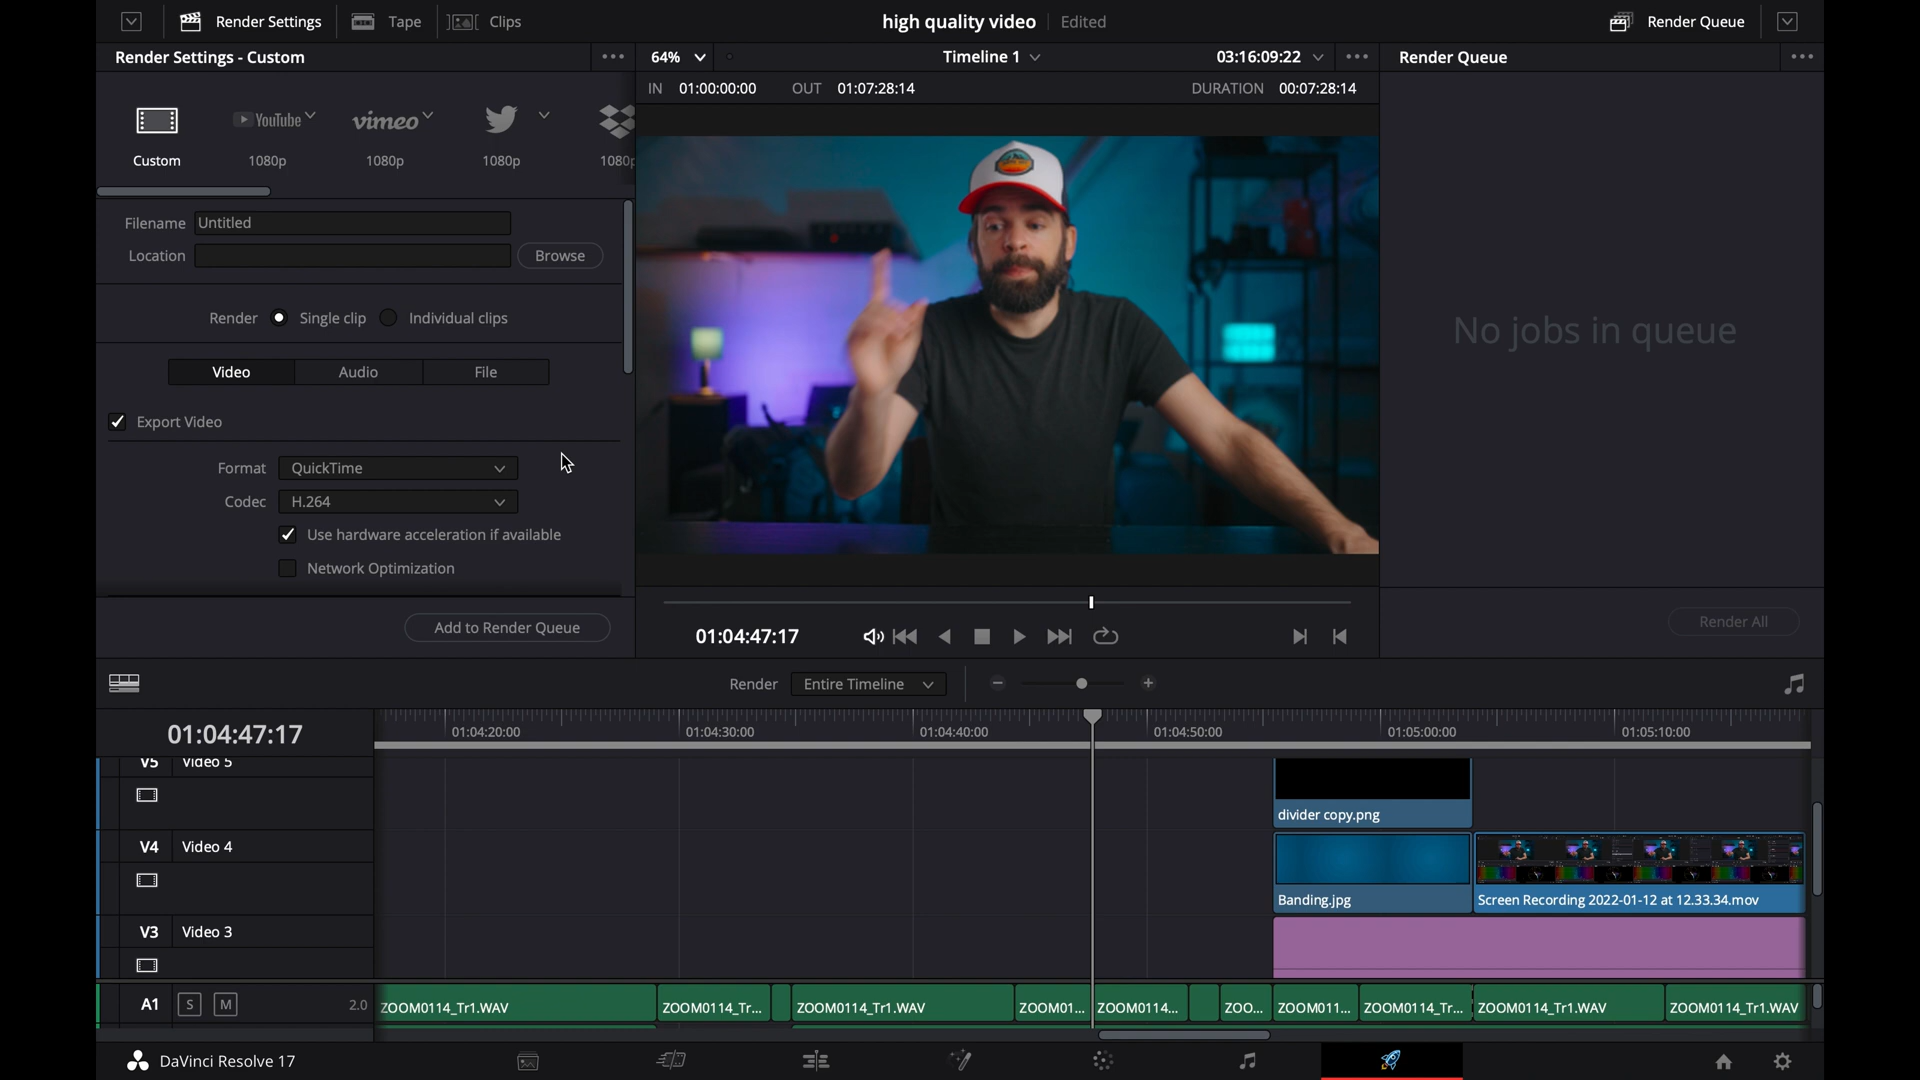 Render Settings
Tape
Clips
high quality video
Edited
Render Queue
Render Settings - Custom
64%
Timeline 1
03:16:09:22
Render Queue
IN 01:00:00:00
OUT 01:07:28:14
DURATION 00:07:28:14
Custom
YouTube
1080p
vimeo
1080p
1080p
1080p
Filename Untitled
Location
Browse
Render Single clip Individual clips
Video Audio File
Export Video
Format QuickTime
Codec H.264
Use hardware acceleration if available
Network Optimization
Add to Render Queue
No jobs in queue
01:04:47:17
Render All
Render Entire Timeline
01:04:47:17
01:04:20:00
01:04:30:00
01:04:40:00
01:04:50:00
01:05:00:00
01:05:10:00
V5 Video 5
divider copy.png
V4 Video 4
Banding.jpg
Screen Recording 2022-01-12 at 12.33.34.mov
V3 Video 3
A1 S M 2.0
ZOOM0114_Tr1.WAV
ZOOM0114_Tr...
ZOOM0114_Tr1.WAV
ZOOM01...
ZOOM0114...
ZOO...
ZOOM011...
ZOOM0114_Tr...
ZOOM0114_Tr1.WAV
ZOOM0114_Tr1.WAV
DaVinci Resolve 17